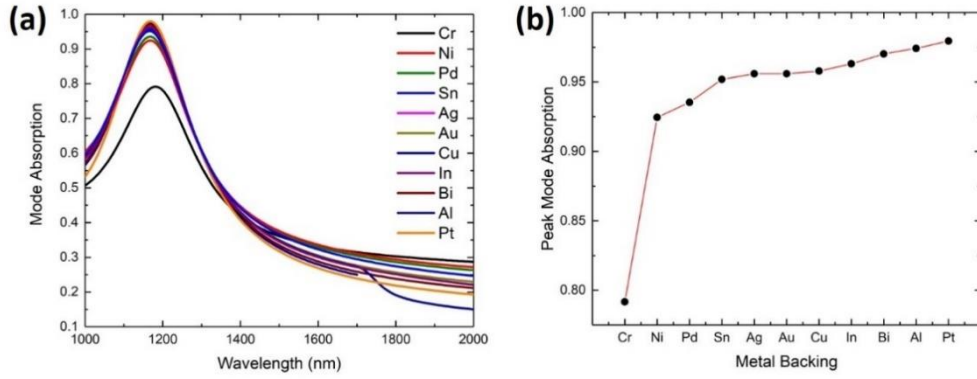 (a)
Mode Absorption
1.0
0.9
0.8
0.7
0.6
0.5
0.4
0.3
0.2
0.1
1000 1200 1400 1600 1800 2000
Wavelength (nm)
Cr
Ni
Pd
Sn
Ag
Au
Cu
In
Bi
Al
Pt
(b)
Peak Mode Absorption
1.00
0.95
0.90
0.85
0.80
Cr Ni Pd Sn Ag Au Cu In Bi Al Pt
Metal Backing